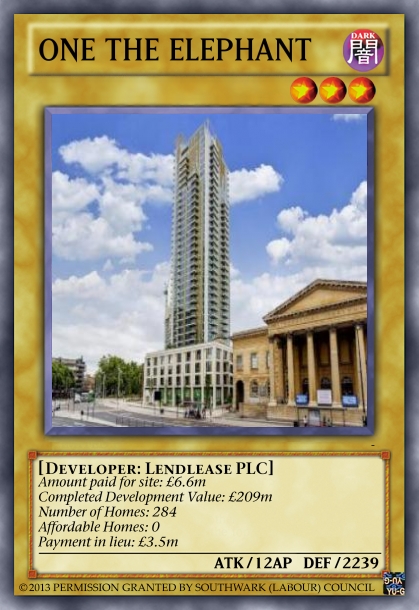 ONE THE ELEPHANT
DARK
闇
[DEVELOPER: LENDLEASE PLC]
Amount paid for site: £6.6m
Completed Development Value: £209m
Number of Homes: 284
Affordable Homes: 0
Payment in lieu: £3.5m
ATK / 12AP DEF / 2239
©2013 PERMISSION GRANTED BY SOUTHWARK (LABOUR) COUNCIL